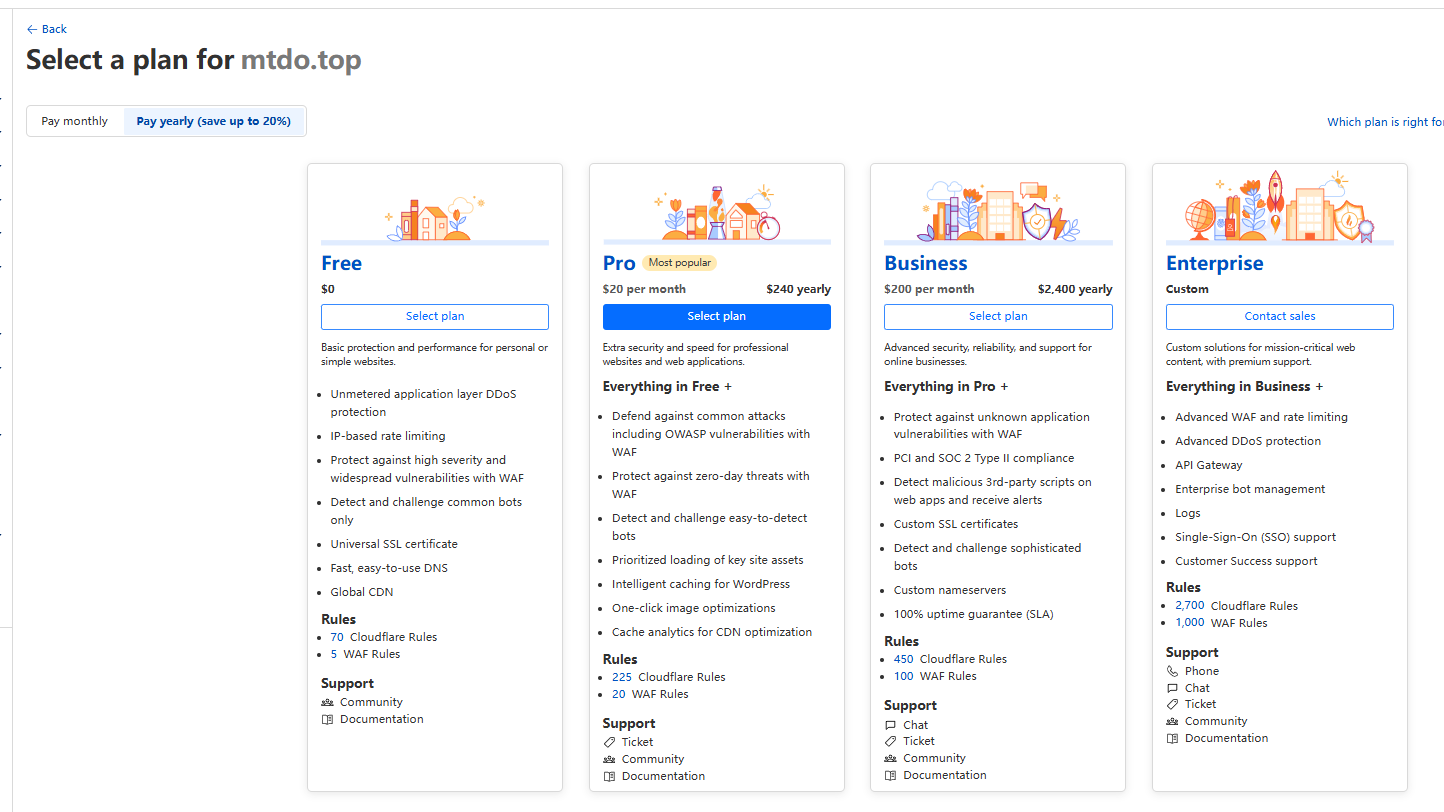 ← Back
Select a plan for mtdo.top
Pay monthly
Pay yearly (save up to 20%)
Which plan is right for
Free
$0
Select plan
Basic protection and performance for personal or
simple websites.
• Unmetered application layer DDoS
protection
• IP-based rate limiting
• Protect against high severity and
widespread vulnerabilities with WAF
• Detect and challenge common bots
only
• Universal SSL certificate
• Fast, easy-to-use DNS
• Global CDN
Rules
• 70 Cloudflare Rules
• 5 WAF Rules
Support
Community
Documentation
Pro Most popular
$20 per month $240 yearly
Select plan
Extra security and speed for professional
websites and web applications.
Everything in Free +
• Defend against common attacks
including OWASP vulnerabilities with
WAF
• Protect against zero-day threats with
WAF
• Detect and challenge easy-to-detect
bots
• Prioritized loading of key site assets
• Intelligent caching for WordPress
• One-click image optimizations
• Cache analytics for CDN optimization
Rules
• 225 Cloudflare Rules
• 20 WAF Rules
Support
Ticket
Community
Documentation
Business
$200 per month $2,400 yearly
Select plan
Advanced security, reliability, and support for
online businesses.
Everything in Pro +
• Protect against unknown application
vulnerabilities with WAF
• PCI and SOC 2 Type II compliance
• Detect malicious 3rd-party scripts on
web apps and receive alerts
• Custom SSL certificates
• Detect and challenge sophisticated
bots
• Custom nameservers
• 100% uptime guarantee (SLA)
Rules
• 450 Cloudflare Rules
• 100 WAF Rules
Support
Chat
Ticket
Community
Documentation
Enterprise
Custom
Contact sales
Custom solutions for mission-critical web
content, with premium support.
Everything in Business +
• Advanced WAF and rate limiting
• Advanced DDoS protection
• API Gateway
• Enterprise bot management
• Logs
• Single-Sign-On (SSO) support
• Customer Success support
Rules
• 2,700 Cloudflare Rules
• 1,000 WAF Rules
Support
Phone
Chat
Ticket
Community
Documentation